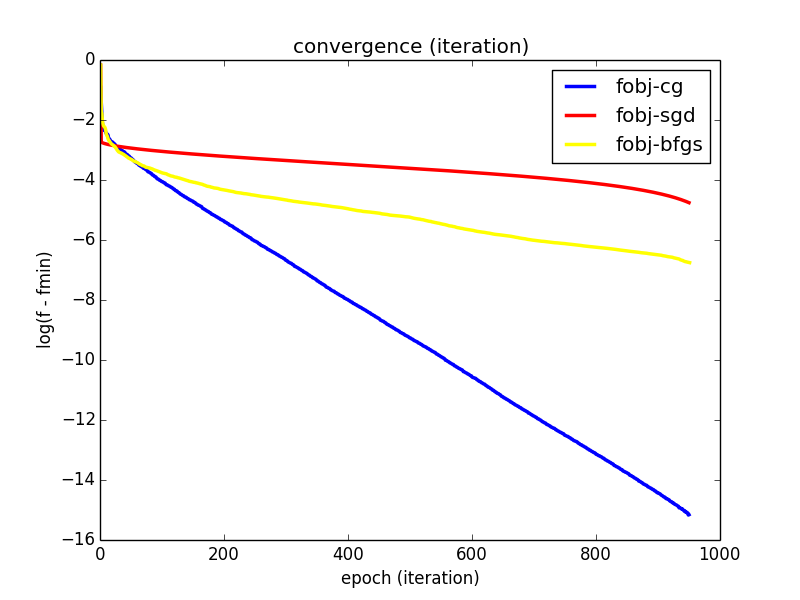 convergence (iteration)
fobj-cg
fobj-sgd
fobj-bfgs
0
−2
−4
−6
−8
−10
−12
−14
−16
log(f - fmin)
0 200 400 600 800 1000
epoch (iteration)